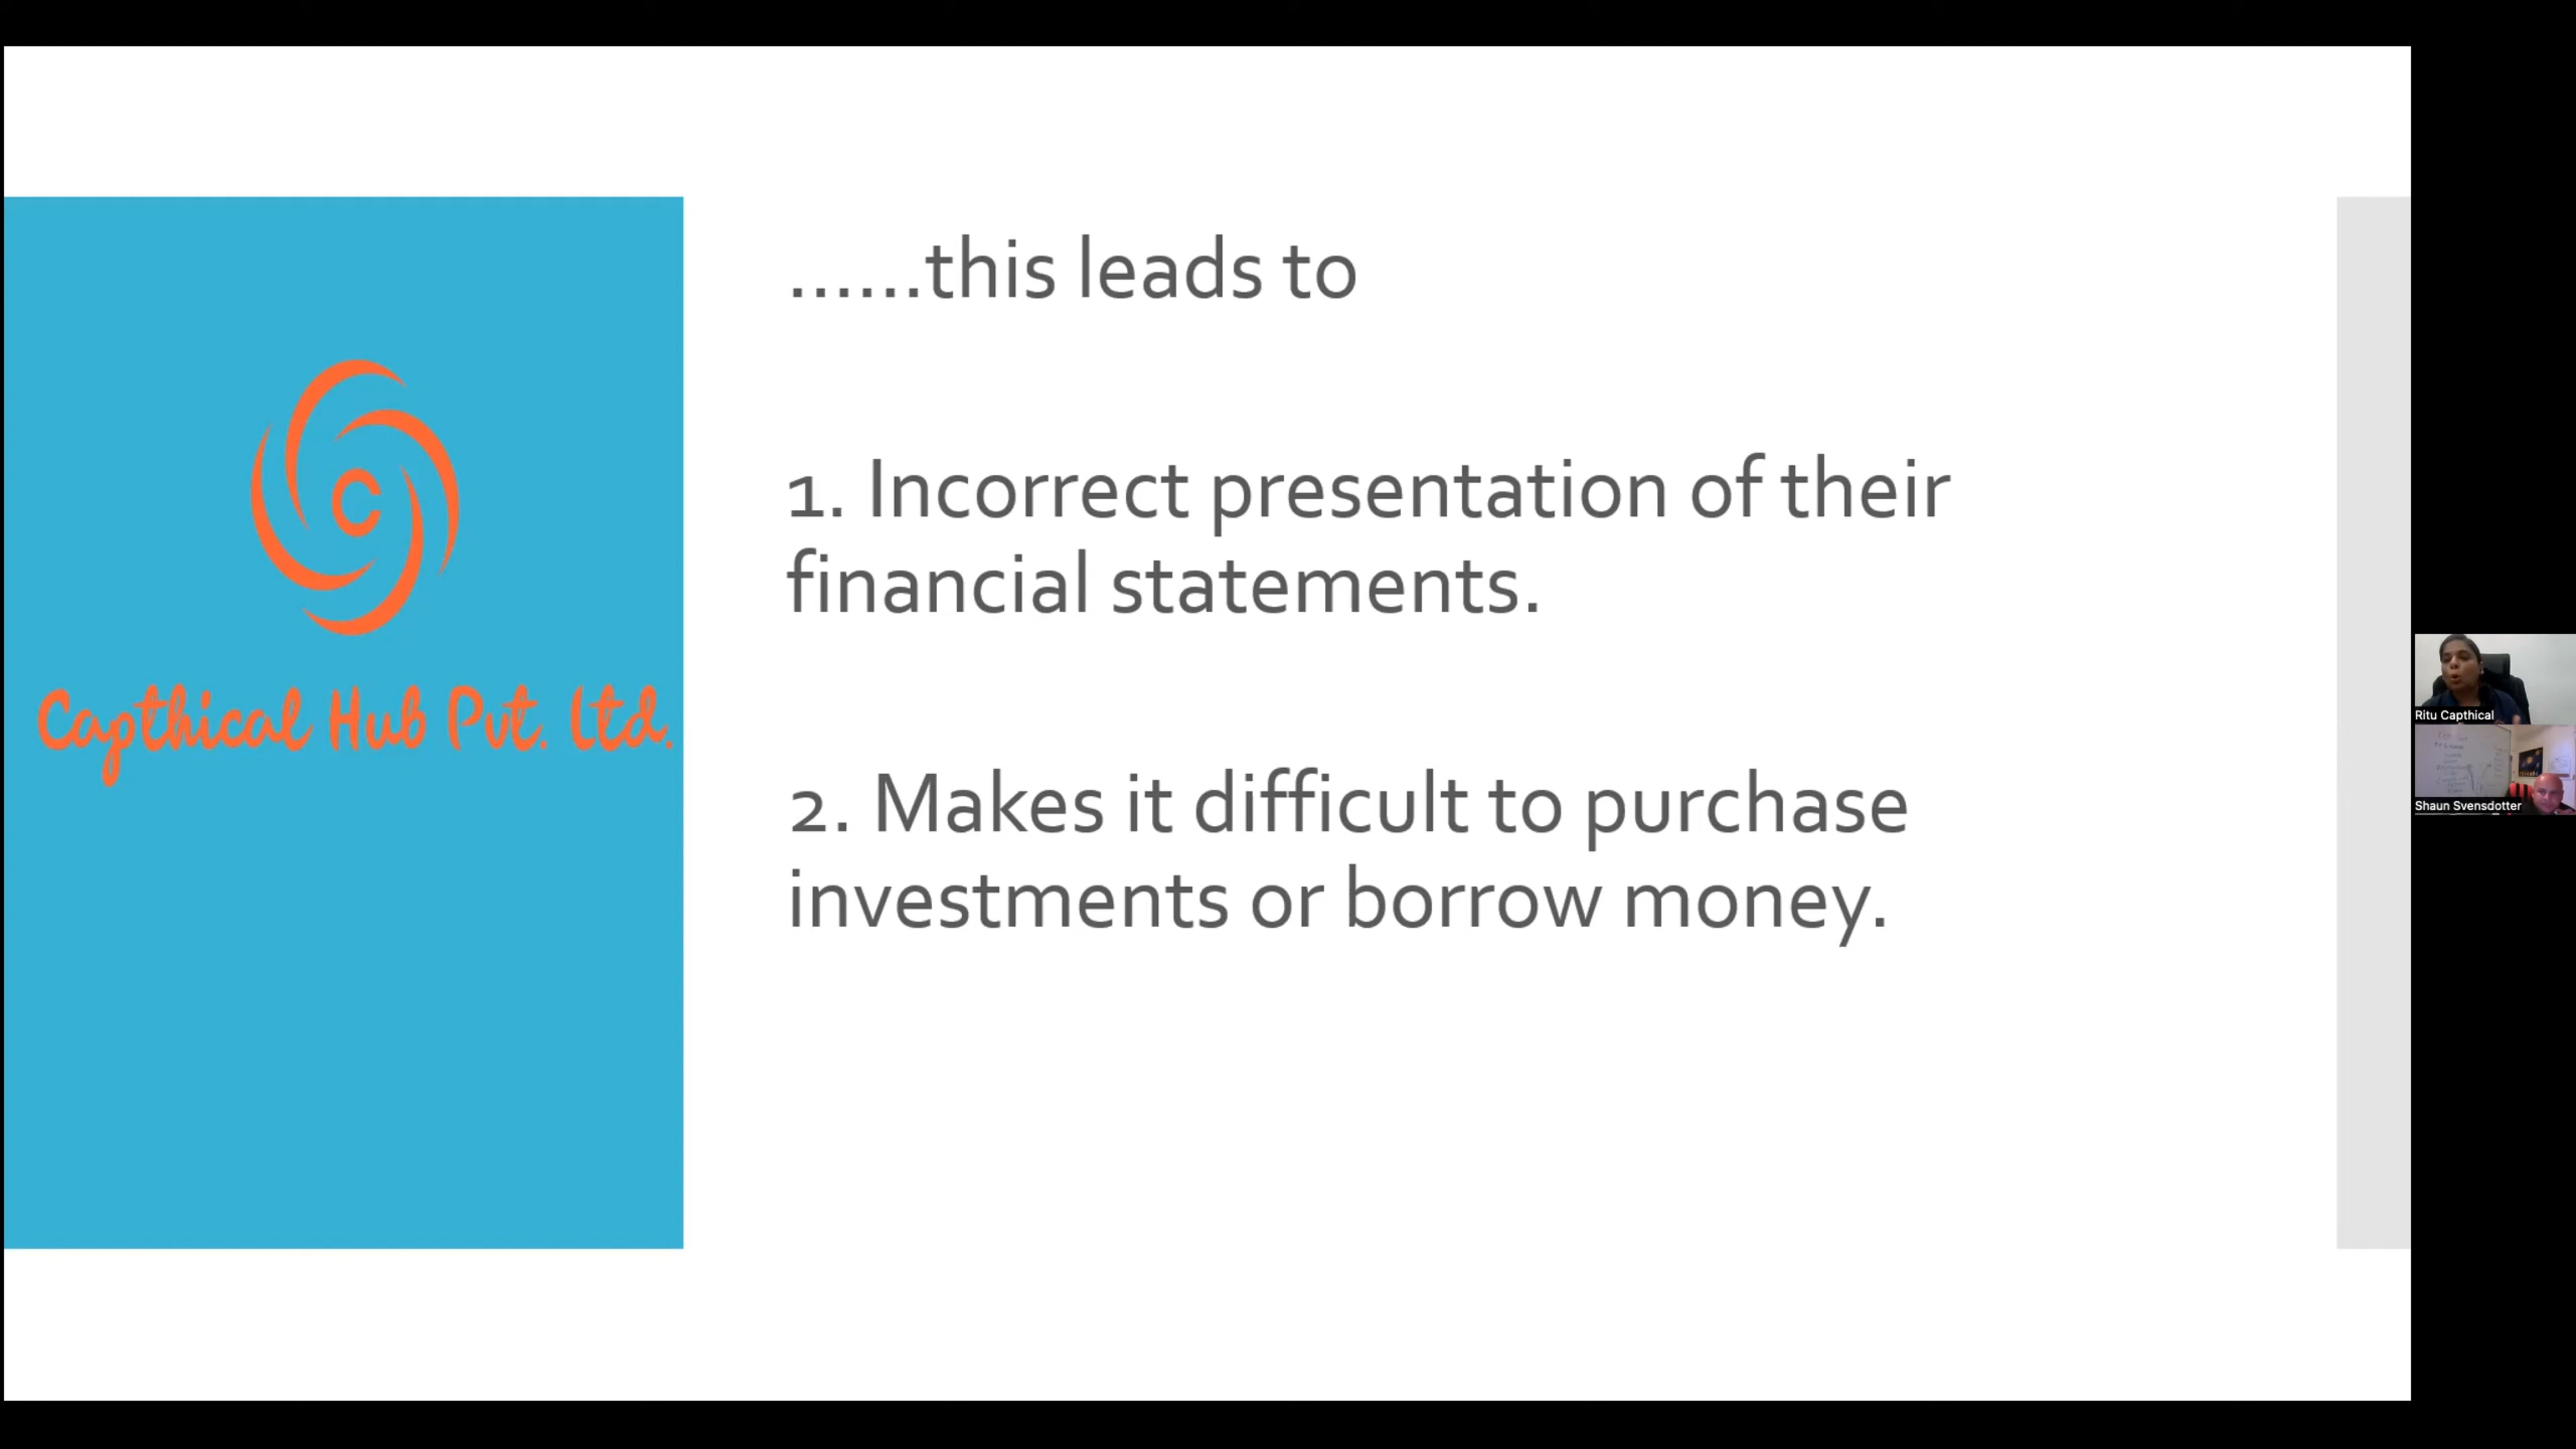 ......this leads to
1. Incorrect presentation of their
financial statements.
2. Makes it difficult to purchase
investments or borrow money.
C
Capthical Hub Pvt. Ltd.
Ritu Capthical
Shaun Svensdotter